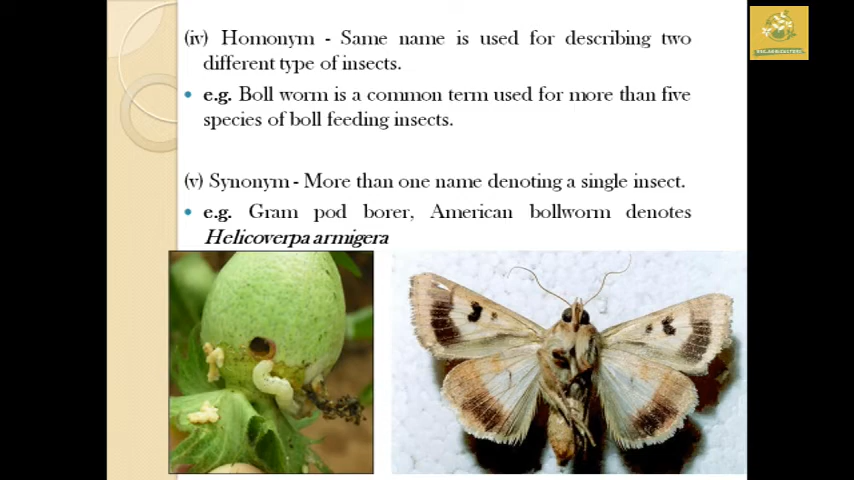 (iv) Homonym - Same name is used for describing two
different type of insects.
• e.g. Boll worm is a common term used for more than five
species of boll feeding insects.
(v) Synonym - More than one name denoting a single insect.
• e.g. Gram pod borer, American bollworm denotes
Helicoverpa armigera